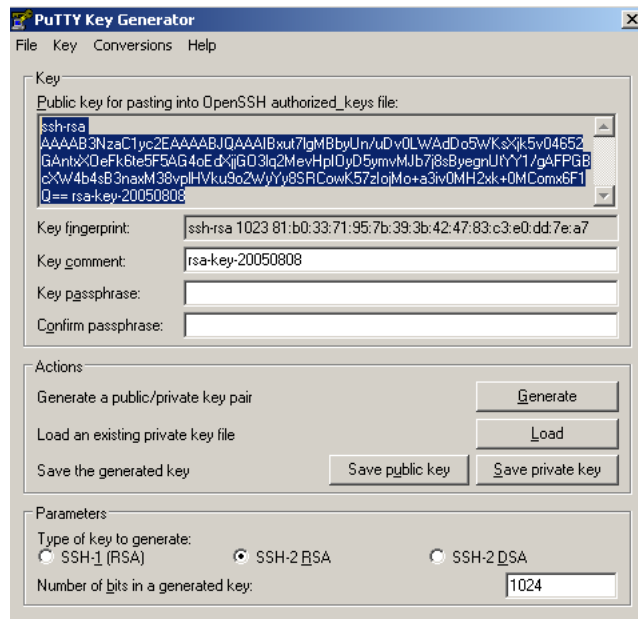 PuTTY Key Generator
File Key Conversions Help
Key
Public key for pasting into OpenSSH authorized_keys file:
ssh-rsa
AAAAB3NzaC1yc2EAAAABJQAAAIBxut7lgMBbyUn/uDv0LWAdDo5WKsXjk5v04652
GAntxXOeFk6te5F5AG4oEdXjjGO3lq2MevHplOyD5ymvMJb7j8sByegnUtYY1/gAFPGB
cXW4b4sB3naxM38vplHVku9o2WyYy8SRCowK57zlojMo+a3iv0MH2xk+0MComx6F1
Q== rsa-key-20050808
Key fingerprint: ssh-rsa 1023 81:b0:33:71:95:7b:39:3b:42:47:83:c3:e0:dd:7e:a7
Key comment: rsa-key-20050808
Key passphrase:
Confirm passphrase:
Actions
Generate a public/private key pair Generate
Load an existing private key file Load
Save the generated key Save public key Save private key
Parameters
Type of key to generate:
SSH-1 (RSA) SSH-2 RSA SSH-2 DSA
Number of bits in a generated key: 1024